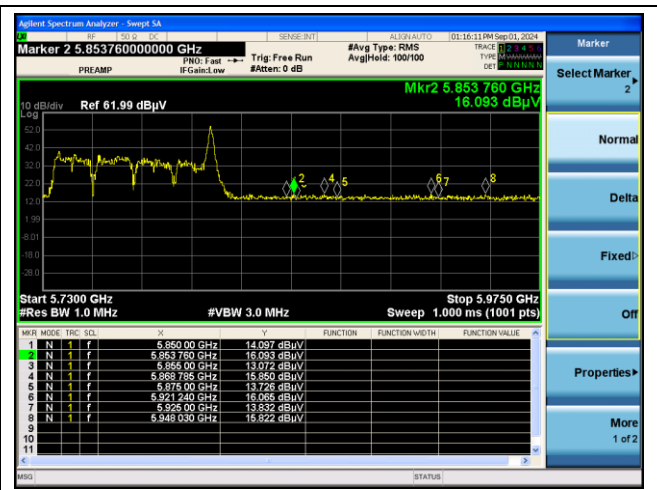 Agilent Spectrum Analyzer - Swept SA
RF 50 Ω DC SENSE:INT ALIGN AUTO 01:16:11 PM Sep 01, 2024
Marker 2 5.853760000000 GHz
#Avg Type: RMS
TRACE 1 2 3 4 5 6
PNO: Fast
Trig: Free Run
Avg|Hold: 100/100
TYPE
PREAMP
IFGain:Low
#Atten: 0 dB
DET P N N N N N
Mkr2 5.853 760 GHz
10 dB/div Ref 61.99 dBµV
16.093 dBµV
Log
52.0
42.0
32.0
22.0
12.0
1.99
-8.01
-18.0
-28.0
2
4
5
6
7
8
Start 5.7300 GHz
Stop 5.9750 GHz
#Res BW 1.0 MHz
#VBW 3.0 MHz
Sweep 1.000 ms (1001 pts)
MKR MODE TRC SCL X Y FUNCTION FUNCTION WIDTH FUNCTION VALUE
1 N 1 f 5.850 00 GHz 14.097 dBµV
2 N 1 f 5.853 760 GHz 16.093 dBµV
3 N 1 f 5.855 00 GHz 13.072 dBµV
4 N 1 f 5.868 785 GHz 15.850 dBµV
5 N 1 f 5.875 00 GHz 13.726 dBµV
6 N 1 f 5.921 240 GHz 16.065 dBµV
7 N 1 f 5.925 00 GHz 13.832 dBµV
8 N 1 f 5.948 030 GHz 15.822 dBµV
9
10
11
MSG
STATUS
Marker
Select Marker
2
Normal
Delta
Fixed
Off
Properties
More
1 of 2